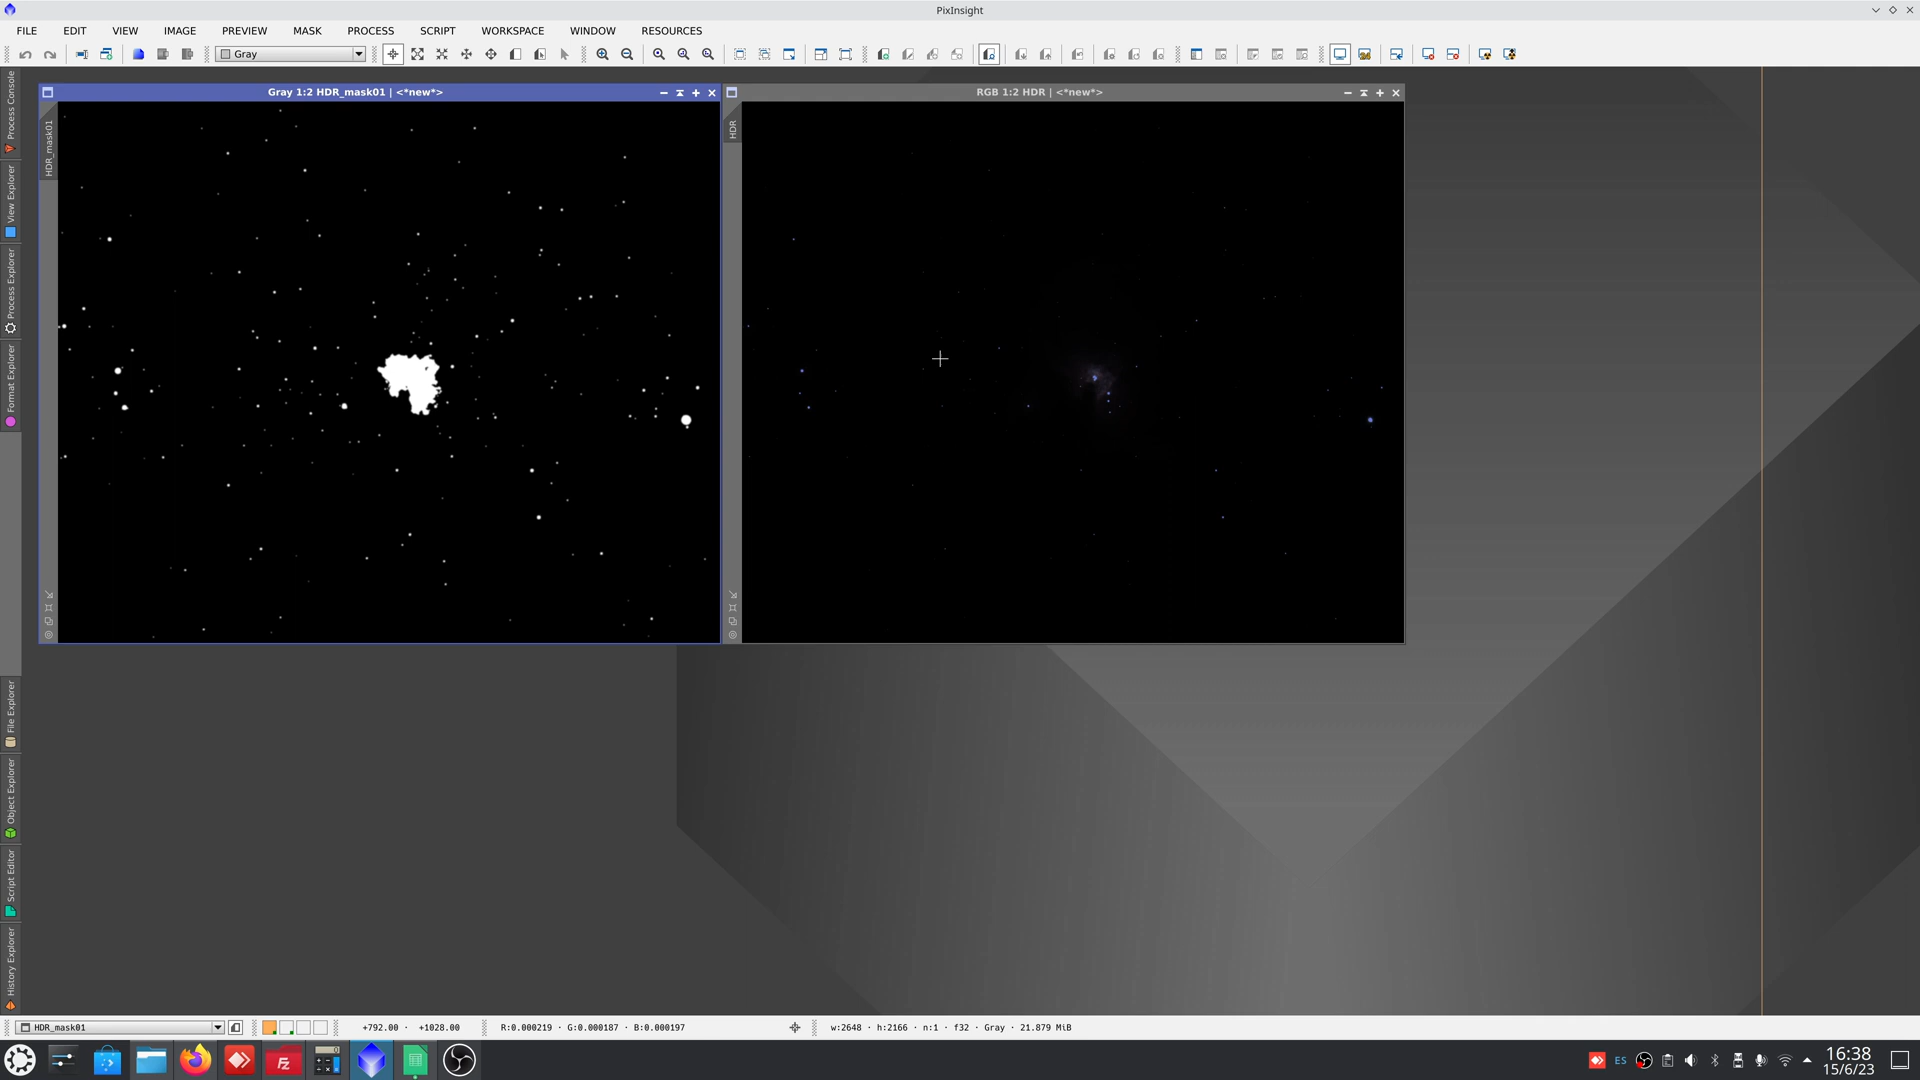 PixInsight
FILE EDIT VIEW IMAGE PREVIEW MASK PROCESS SCRIPT WORKSPACE WINDOW RESOURCES
Gray
Gray 1:2 HDR_mask01 | <*new*>
RGB 1:2 HDR | <*new*>
HDR_mask01
HDR
Process Console
View Explorer
Process Explorer
Format Explorer
File Explorer
Object Explorer
Script Editor
History Explorer
HDR_mask01
+792.00 · +1028.00
R:0.000219 · G:0.000187 · B:0.000197
w:2648 · h:2166 · n:1 · f32 · Gray · 21.879 MiB
Fz
ES
16:38
15/6/23